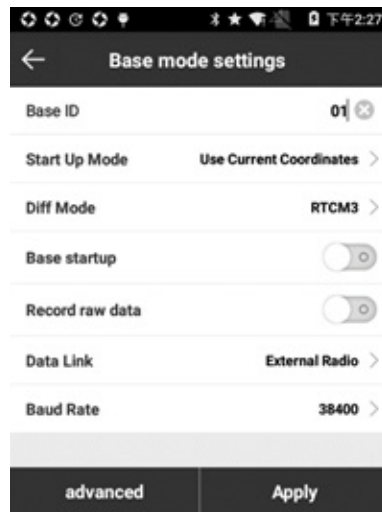 下午2:27
Base mode settings
Base ID 01
Start Up Mode Use Current Coordinates
Diff Mode RTCM3
Base startup
Record raw data
Data Link External Radio
Baud Rate 38400
advanced Apply